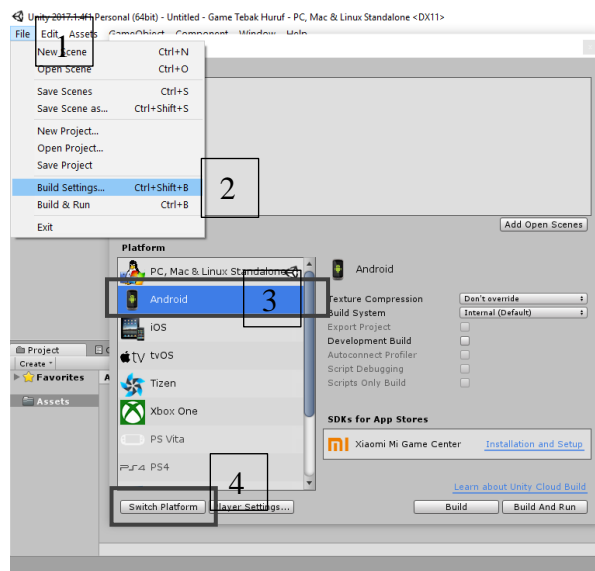 Unity 2017.1.4f1 Personal (64bit) - Untitled - Game Tebak Huruf - PC, Mac & Linux Standalone <DX11>
File Edit Assets GameObject Component Window Help
1
New Scene Ctrl+N
Open Scene Ctrl+O
Save Scenes Ctrl+S
Save Scene as... Ctrl+Shift+S
New Project...
Open Project...
Save Project
Build Settings... Ctrl+Shift+B
2
Build & Run Ctrl+B
Exit
Add Open Scenes
Platform
PC, Mac & Linux Standalone
Android
3
iOS
tvOS
Tizen
Xbox One
PS Vita
PS4
Android
Texture Compression Don't override
Build System Internal (Default)
Export Project
Development Build
Autoconnect Profiler
Script Debugging
Scripts Only Build
SDKs for App Stores
Xiaomi Mi Game Center Installation and Setup
Learn about Unity Cloud Build
4
Switch Platform Player Settings... Build Build And Run
Project
Create
Favorites
Assets